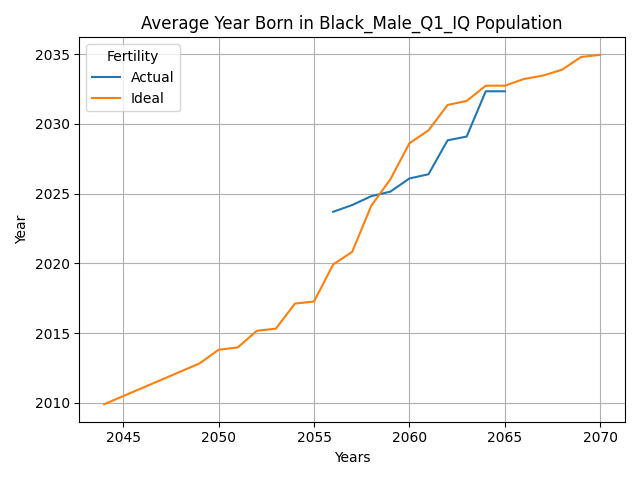 Average Year Born in Black_Male_Q1_IQ Population
Fertility
Actual
Ideal
Year
2035
2030
2025
2020
2015
2010
2045 2050 2055 2060 2065 2070
Years